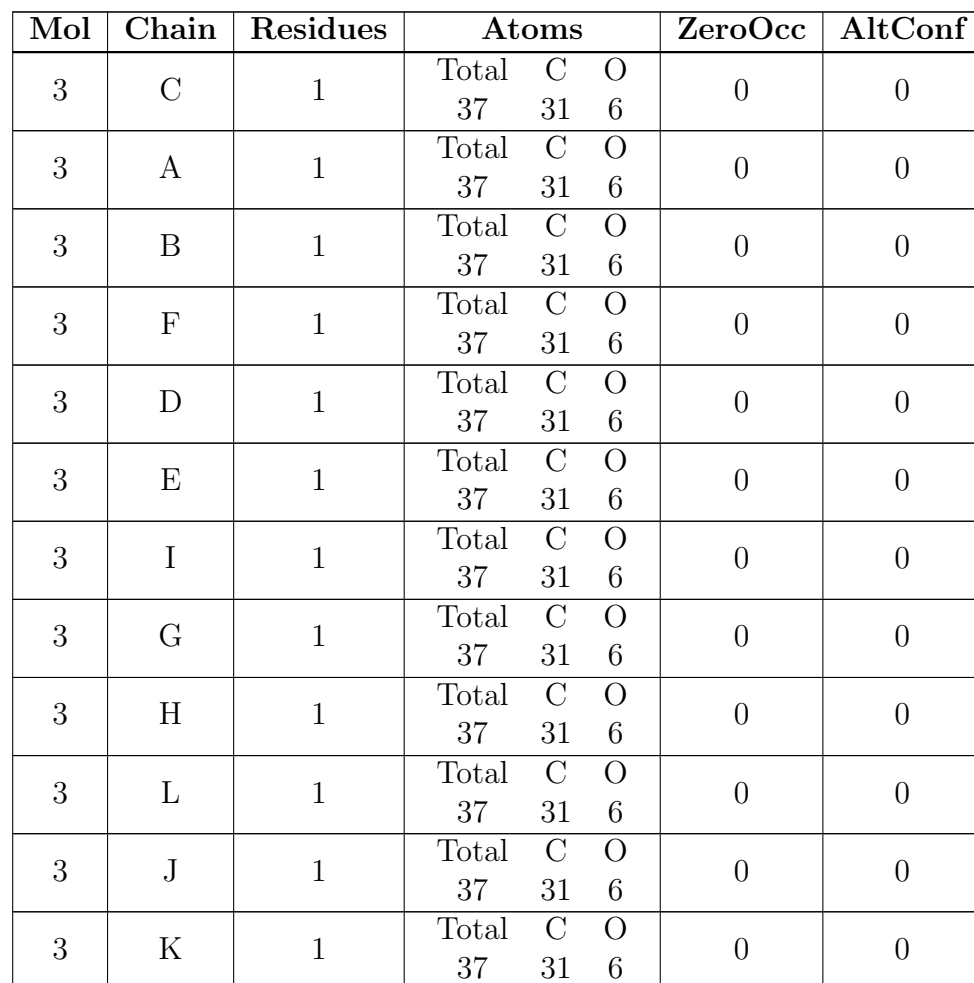 Mol Chain Residues Atoms ZeroOcc AltConf
Total C O
3 C 1 0 0
37 31 6
Total C O
3 A 1 0 0
37 31 6
Total C O
3 B 1 0 0
37 31 6
Total C O
3 F 1 0 0
37 31 6
Total C O
3 D 1 0 0
37 31 6
Total C O
3 E 1 0 0
37 31 6
Total C O
3 I 1 0 0
37 31 6
Total C O
3 G 1 0 0
37 31 6
Total C O
3 H 1 0 0
37 31 6
Total C O
3 L 1 0 0
37 31 6
Total C O
3 J 1 0 0
37 31 6
Total C O
3 K 1 0 0
37 31 6